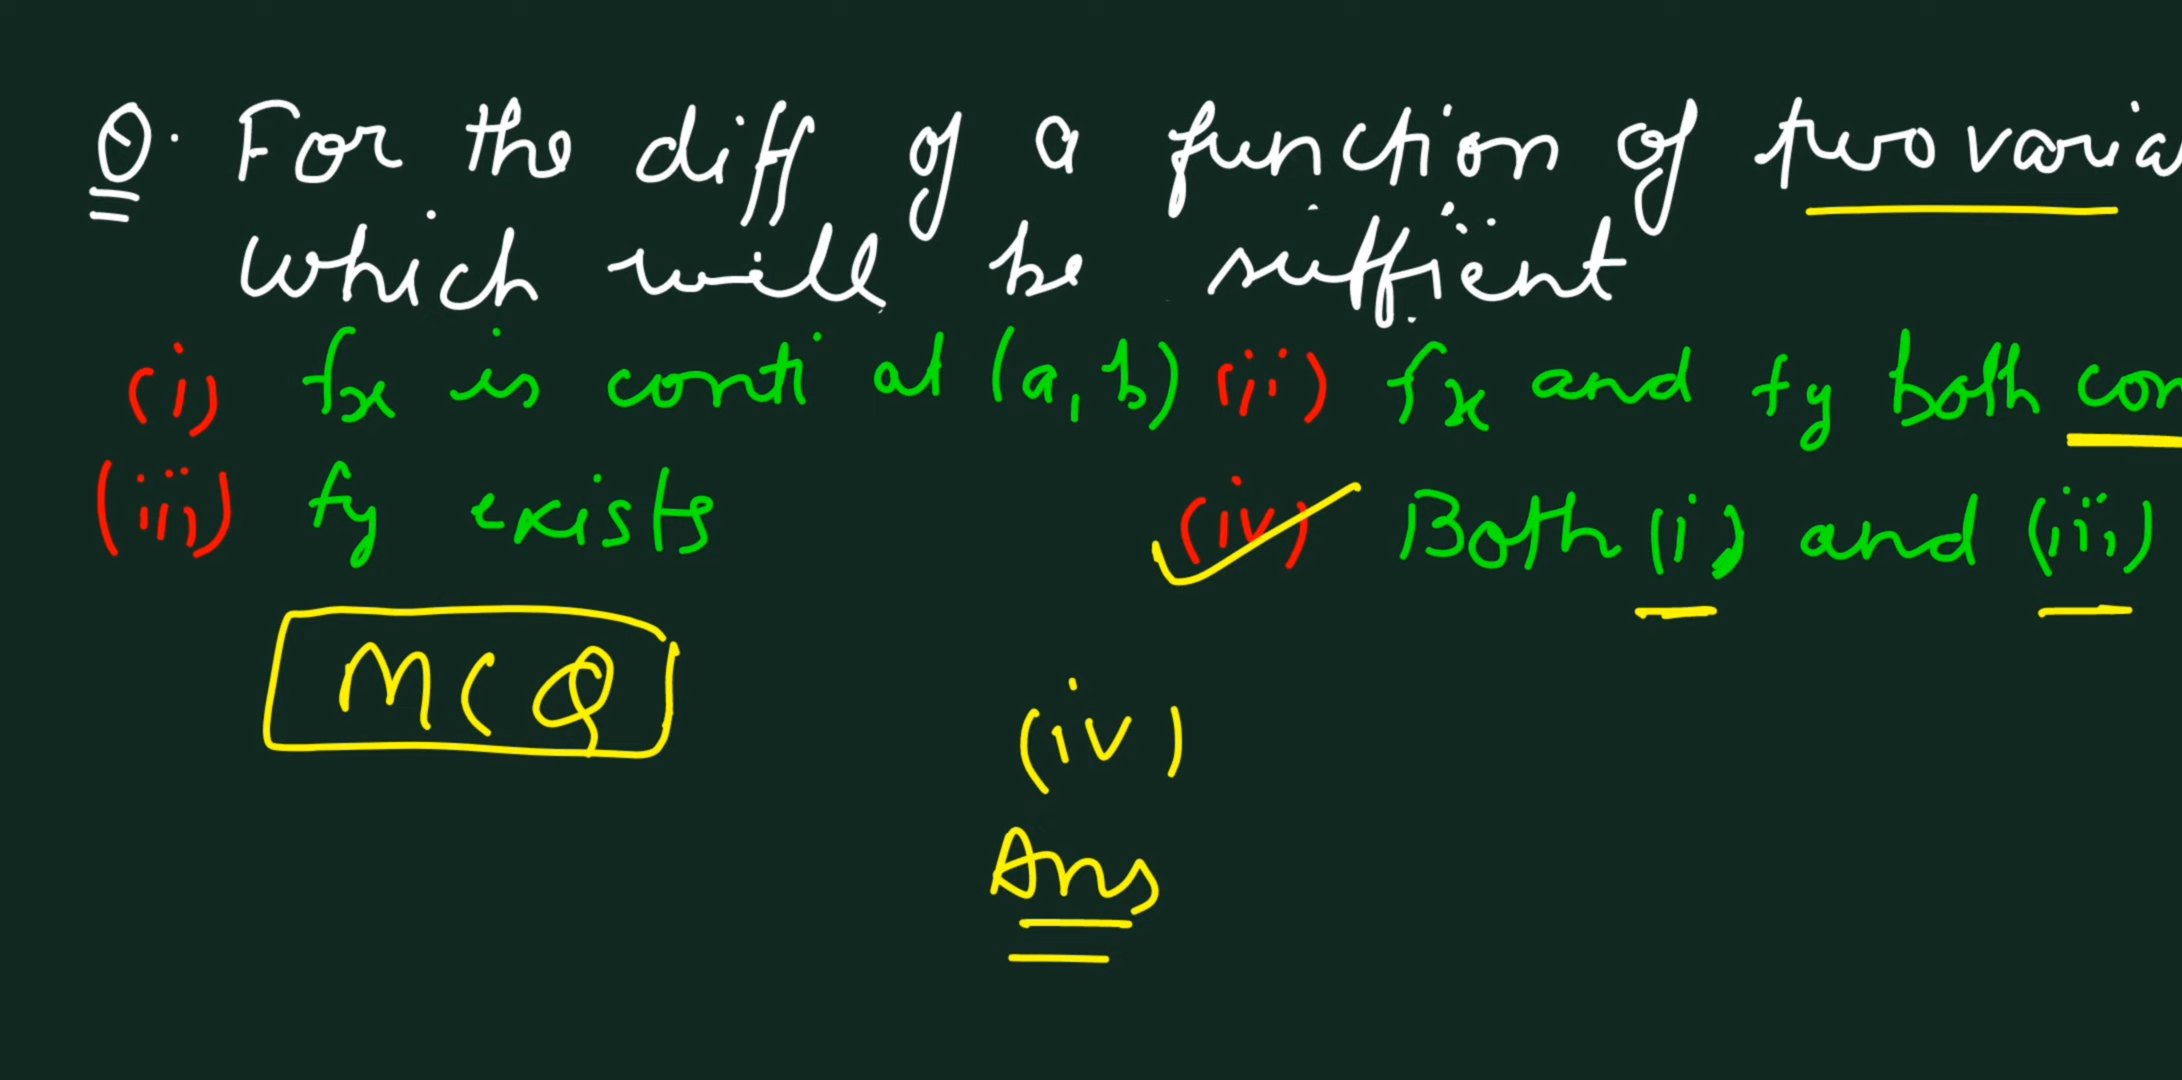 Q. For the diff of a function of two varia
which will be suffient
(i) fx is conti at (a, b) (ii) fx and fy both con
(iii) fy exists (iv) Both (i) and (iii)
MCQ
(iv)
Ans